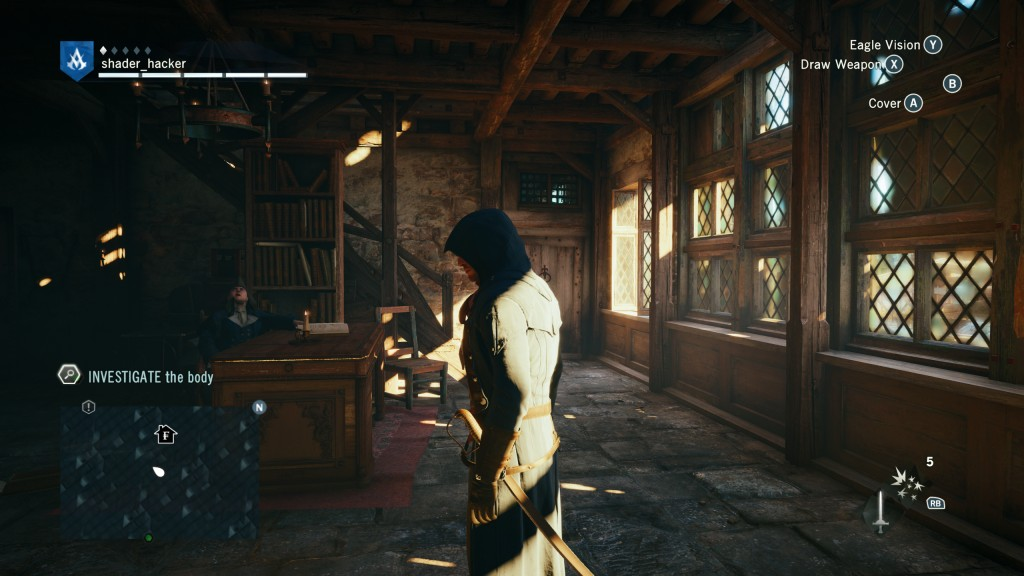 shader_hacker
Eagle Vision Y
Draw Weapon X
B
Cover A
INVESTIGATE the body
N
F
5
RB